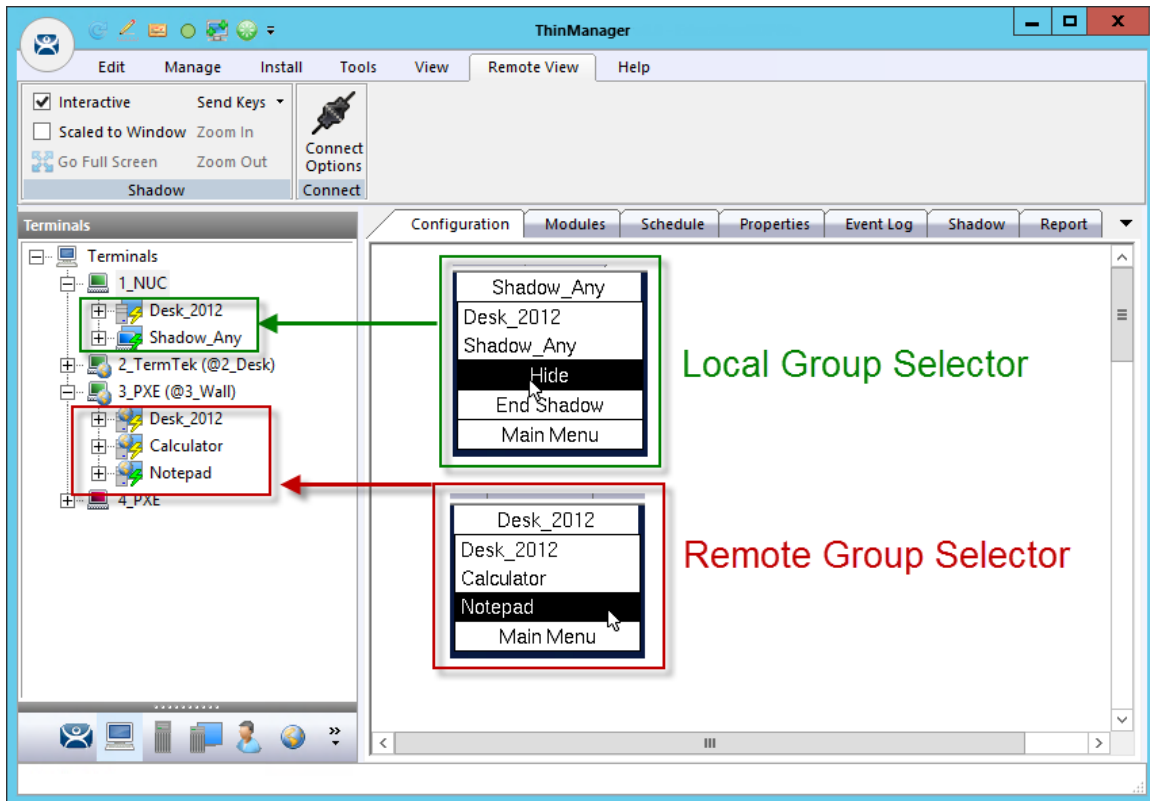 ThinManager
Edit Manage Install Tools View Remote View Help
Interactive Send Keys
Scaled to Window Zoom In
Go Full Screen Zoom Out
Connect Options
Shadow Connect
Terminals
Configuration Modules Schedule Properties Event Log Shadow Report
Terminals
1_NUC
Desk_2012
Shadow_Any
2_TermTek (@2_Desk)
3_PXE (@3_Wall)
Desk_2012
Calculator
Notepad
4_PXE
Shadow_Any
Desk_2012
Shadow_Any
Hide
End Shadow
Main Menu
Local Group Selector
Desk_2012
Desk_2012
Calculator
Notepad
Main Menu
Remote Group Selector